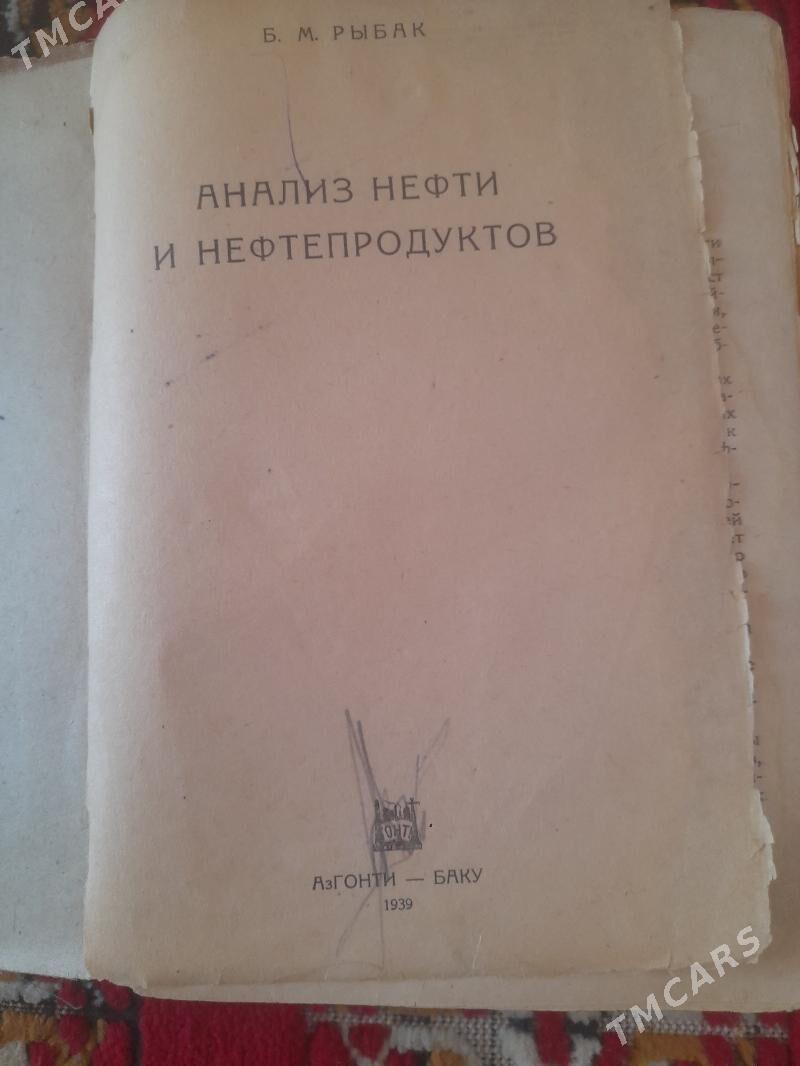 TMCARS
Б. М. РЫБАК
АНАЛИЗ НЕФТИ
И НЕФТЕПРОДУКТОВ
АзГОНТИ — БАКУ
1939
TMCARS